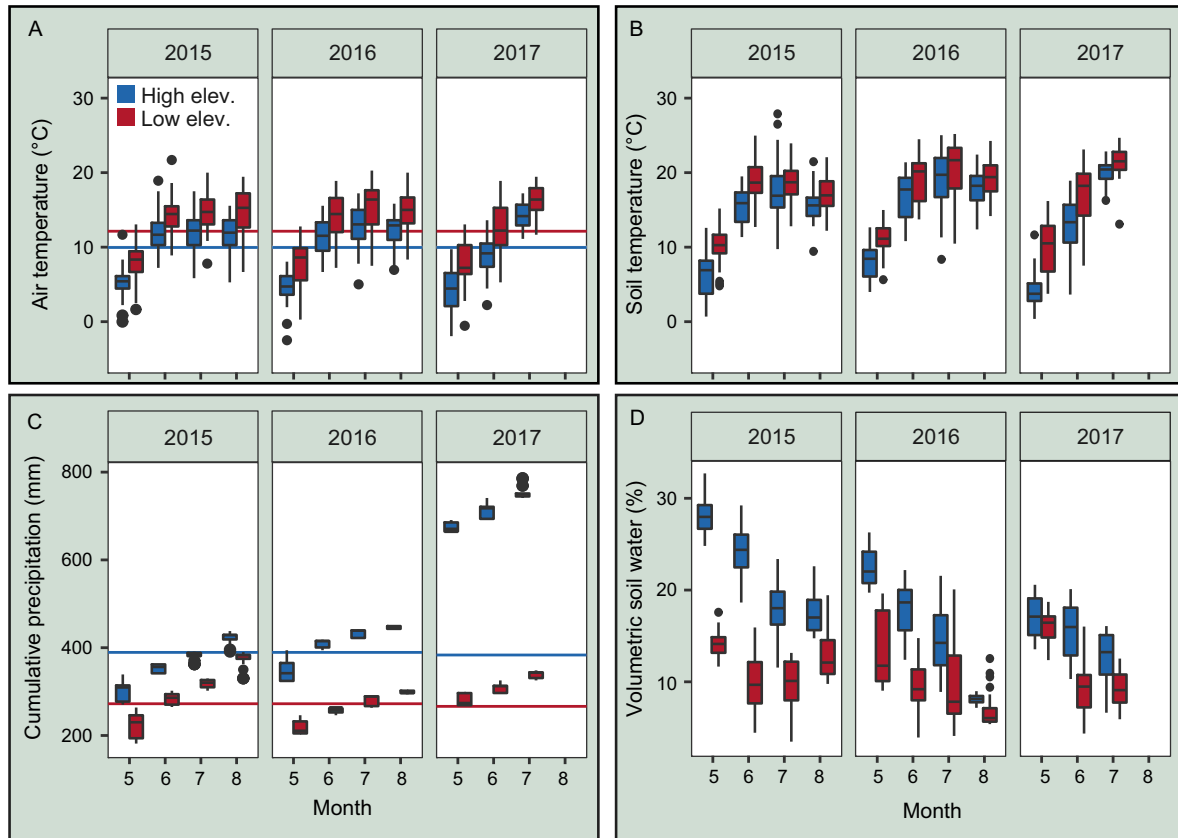 A
2015
2016
2017
High elev.
Low elev.
Air temperature (°C)
30
20
10
0
B
2015
2016
2017
Soil temperature (°C)
30
20
10
0
C
2015
2016
2017
Cumulative precipitation (mm)
800
600
400
200
5 6 7 8
5 6 7 8
5 6 7 8
Month
D
2015
2016
2017
Volumetric soil water (%)
30
20
10
5 6 7 8
5 6 7 8
5 6 7 8
Month